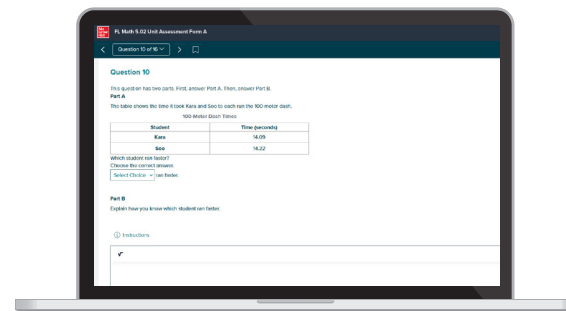 Mc Graw Hill
FL Math 5.02 Unit Assessment Form A
Question 10 of 16
Question 10
This question has two parts. First, answer Part A. Then, answer Part B.
Part A
The table shows the time it took Kara and Soo to each run the 100 meter dash.
100-Meter Dash Times
Student Time (seconds)
Kara 14.09
Soo 14.22
Which student ran faster?
Choose the correct answer.
Select Choice ran faster.
Part B
Explain how you know which student ran faster.
Instructions